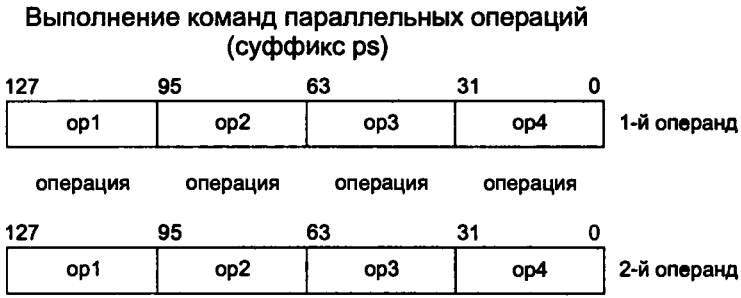 Выполнение команд параллельных операций
(суффикс ps)
127 95 63 31 0
op1 op2 op3 op4 1-й операнд
операция операция операция операция
127 95 63 31 0
op1 op2 op3 op4 2-й операнд